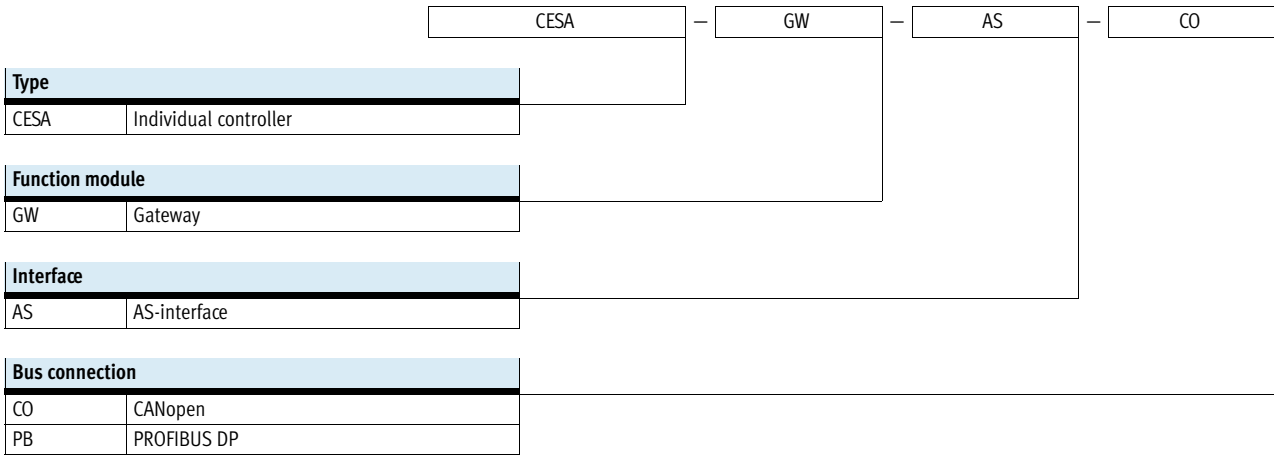 CESA – GW – AS – CO
Type
CESA Individual controller
Function module
GW Gateway
Interface
AS AS-interface
Bus connection
CO CANopen
PB PROFIBUS DP